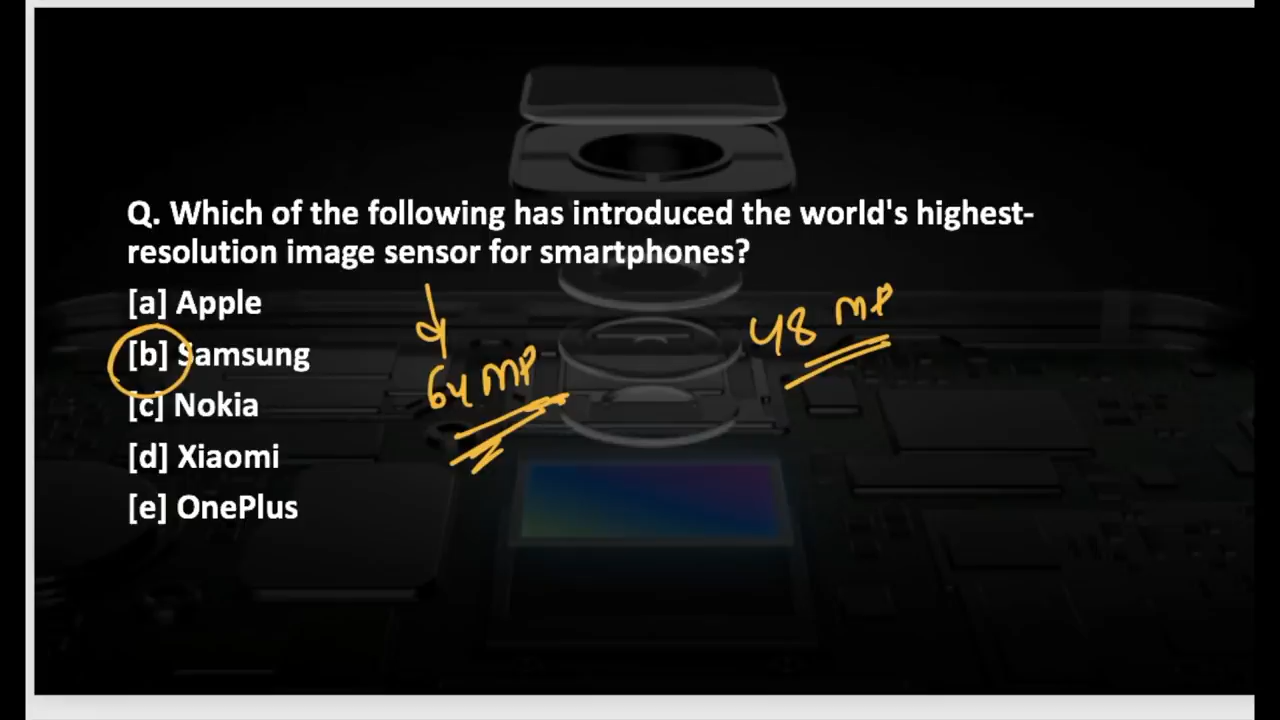 Q. Which of the following has introduced the world's highest-
resolution image sensor for smartphones?
[a] Apple
[b] Samsung
[c] Nokia
[d] Xiaomi
[e] OnePlus
64 MP
48 MP